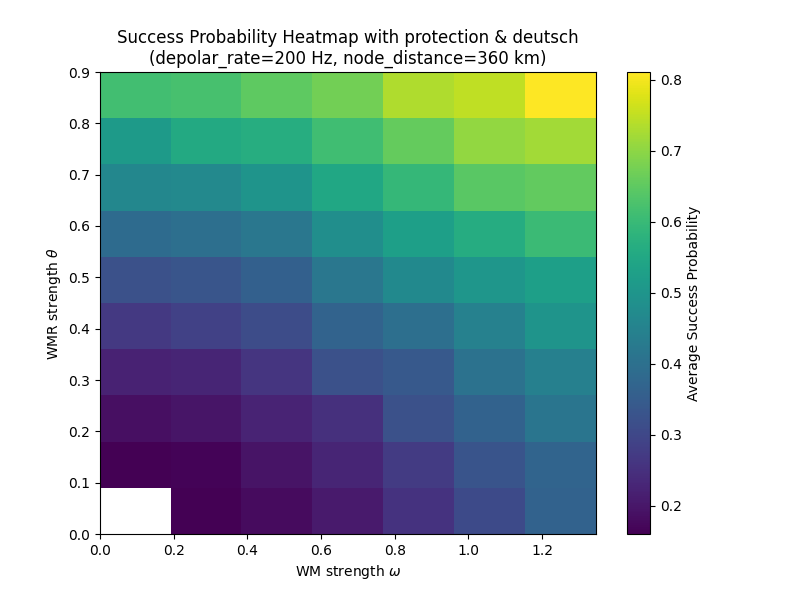 Success Probability Heatmap with protection & deutsch
(depolar_rate=200 Hz, node_distance=360 km)
0.9
0.8
0.7
0.6
0.5
0.4
0.3
0.2
0.1
0.0
WMR strength θ
0.0 0.2 0.4 0.6 0.8 1.0 1.2
WM strength ω
0.8
0.7
0.6
0.5
0.4
0.3
0.2
Average Success Probability